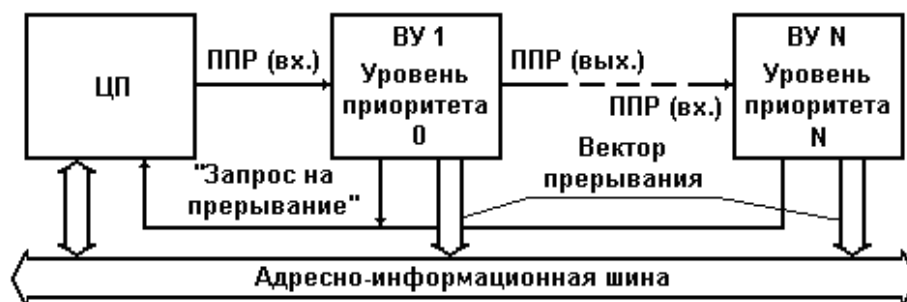 ЦП
ППР (вх.)
ВУ 1
Уровень
приоритета
0
ППР (вых.)
ППР (вх.)
ВУ N
Уровень
приоритета
N
"Запрос на
прерывание"
Вектор
прерывания
Адресно-информационная шина